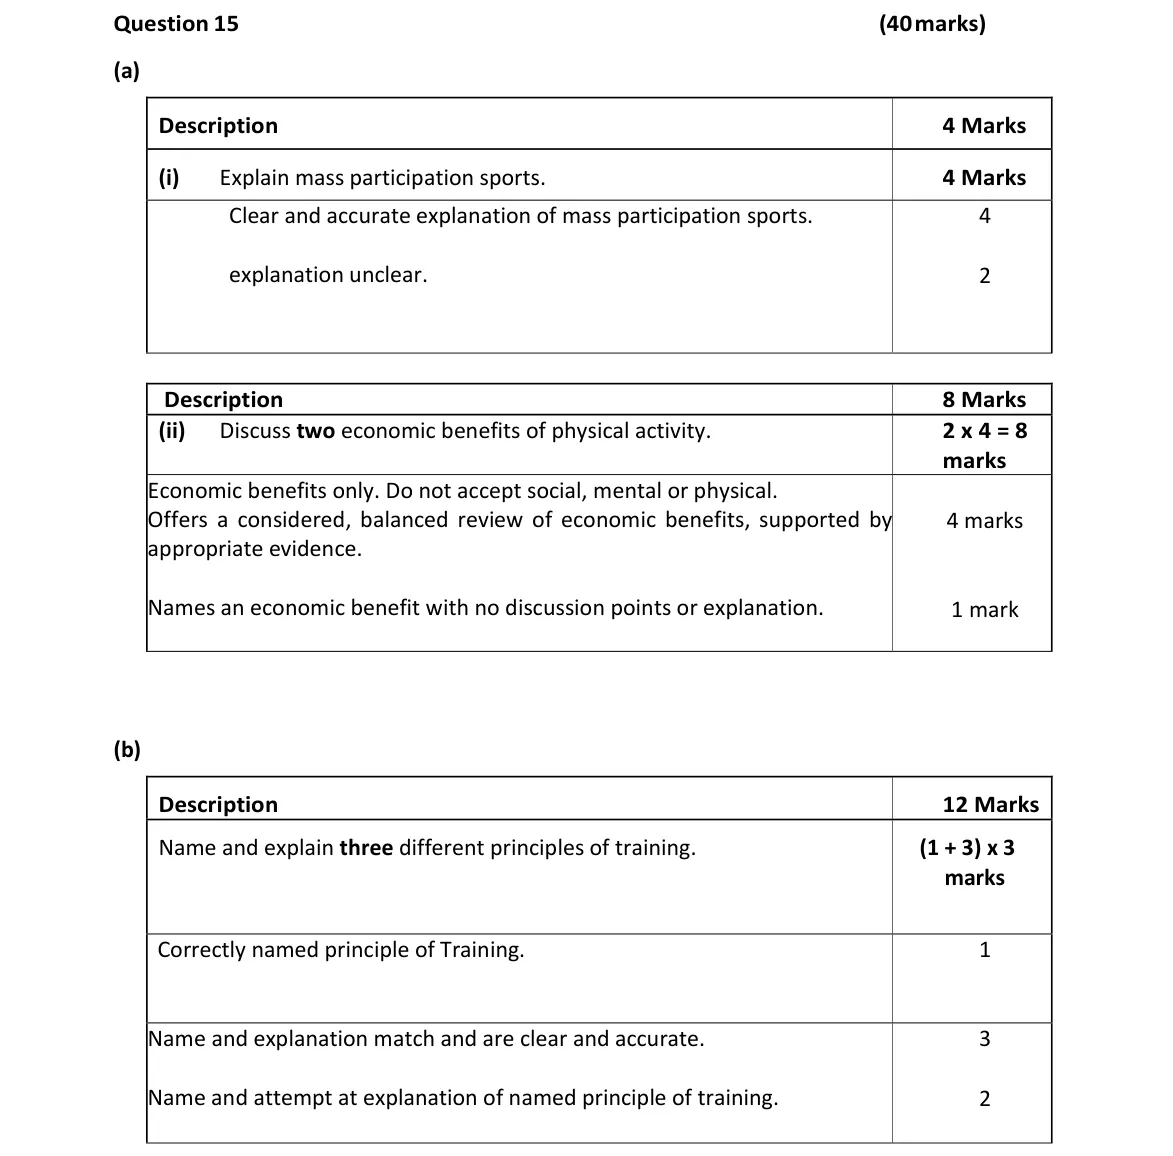 Question 15 (40 marks)
(a)
Description 4 Marks
(i) Explain mass participation sports. 4 Marks
Clear and accurate explanation of mass participation sports. 4
explanation unclear. 2
Description 8 Marks
(ii) Discuss two economic benefits of physical activity. 2 x 4 = 8
marks
Economic benefits only. Do not accept social, mental or physical.
Offers a considered, balanced review of economic benefits, supported by 4 marks
appropriate evidence.
Names an economic benefit with no discussion points or explanation. 1 mark
(b)
Description 12 Marks
Name and explain three different principles of training. (1 + 3) x 3
marks
Correctly named principle of Training. 1
Name and explanation match and are clear and accurate. 3
Name and attempt at explanation of named principle of training. 2